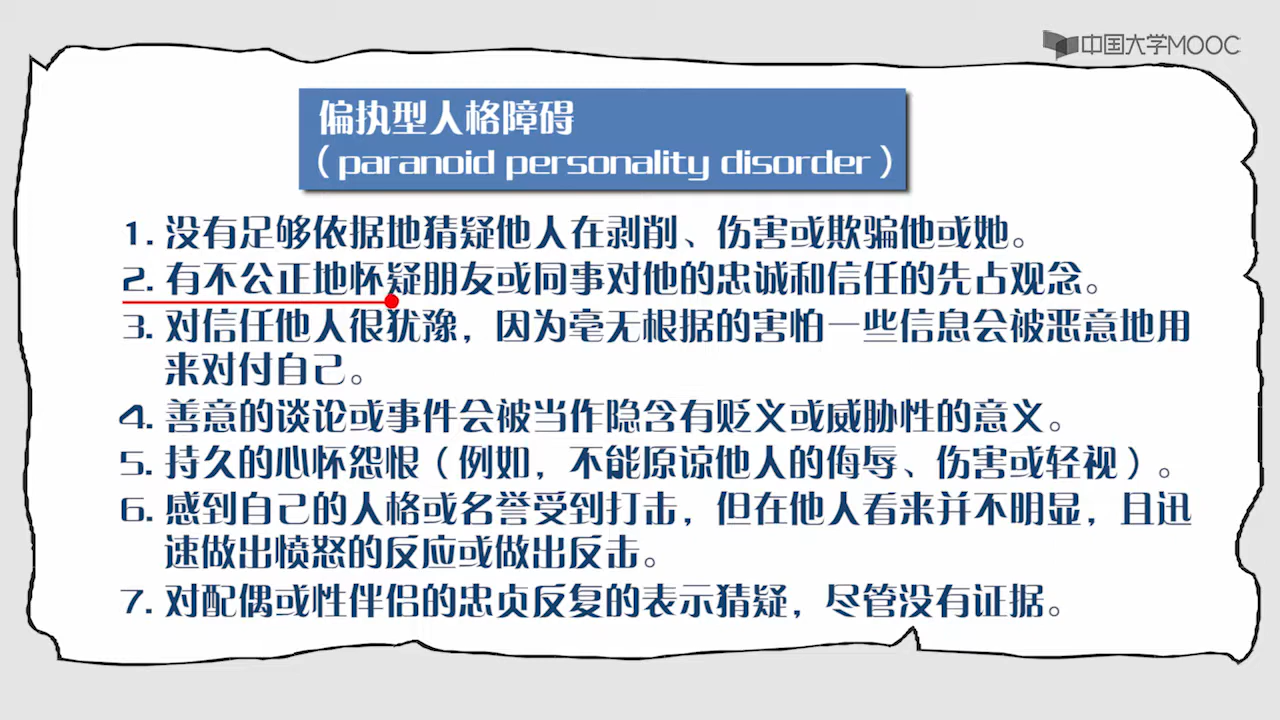 中国大学MOOC
偏执型人格障碍
（paranoid personality disorder）
1. 没有足够依据地猜疑他人在剥削、伤害或欺骗他或她。
2. 有不公正地怀疑朋友或同事对他的忠诚和信任的先占观念。
3. 对信任他人很犹豫，因为毫无根据的害怕一些信息会被恶意地用
来对付自己。
4. 善意的谈论或事件会被当作隐含有贬义或威胁性的意义。
5. 持久的心怀怨恨（例如，不能原谅他人的侮辱、伤害或轻视）。
6. 感到自己的人格或名誉受到打击，但在他人看来并不明显，且迅
速做出愤怒的反应或做出反击。
7. 对配偶或性伴侣的忠贞反复的表示猜疑，尽管没有证据。